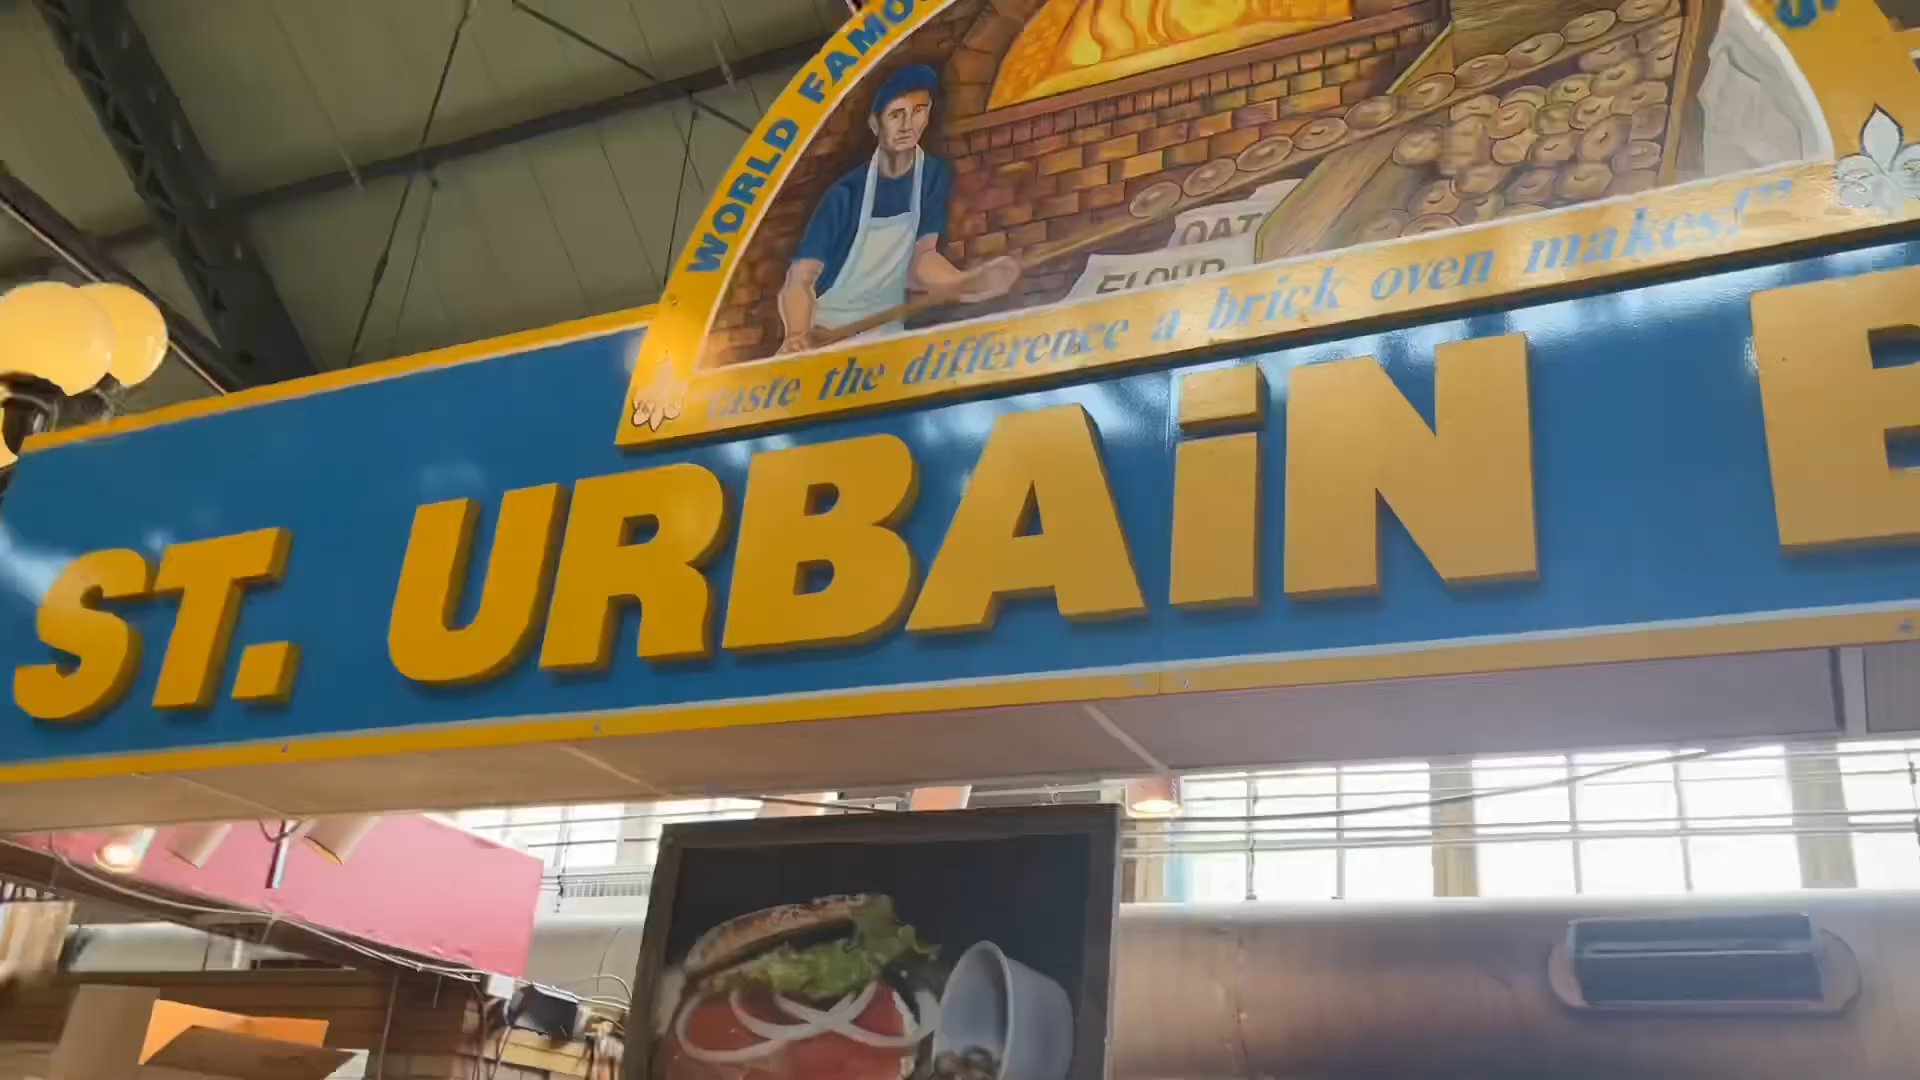 WORLD FAMO
OAT
FLOUR
"taste the difference a brick oven makes!"
ST. URBAiN B